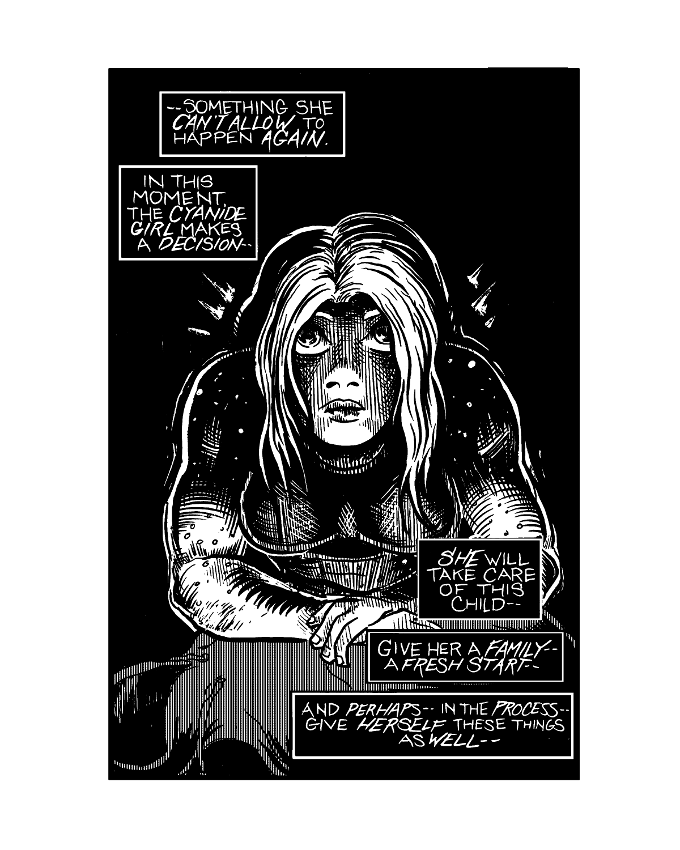 --SOMETHING SHE
CAN'T ALLOW TO
HAPPEN AGAIN.
IN THIS
MOMENT
THE CYANIDE
GIRL MAKES
A DECISION--
SHE WILL
TAKE CARE
OF THIS
CHILD--
GIVE HER A FAMILY--
A FRESH START--
AND PERHAPS-- IN THE PROCESS--
GIVE HERSELF THESE THINGS
AS WELL--